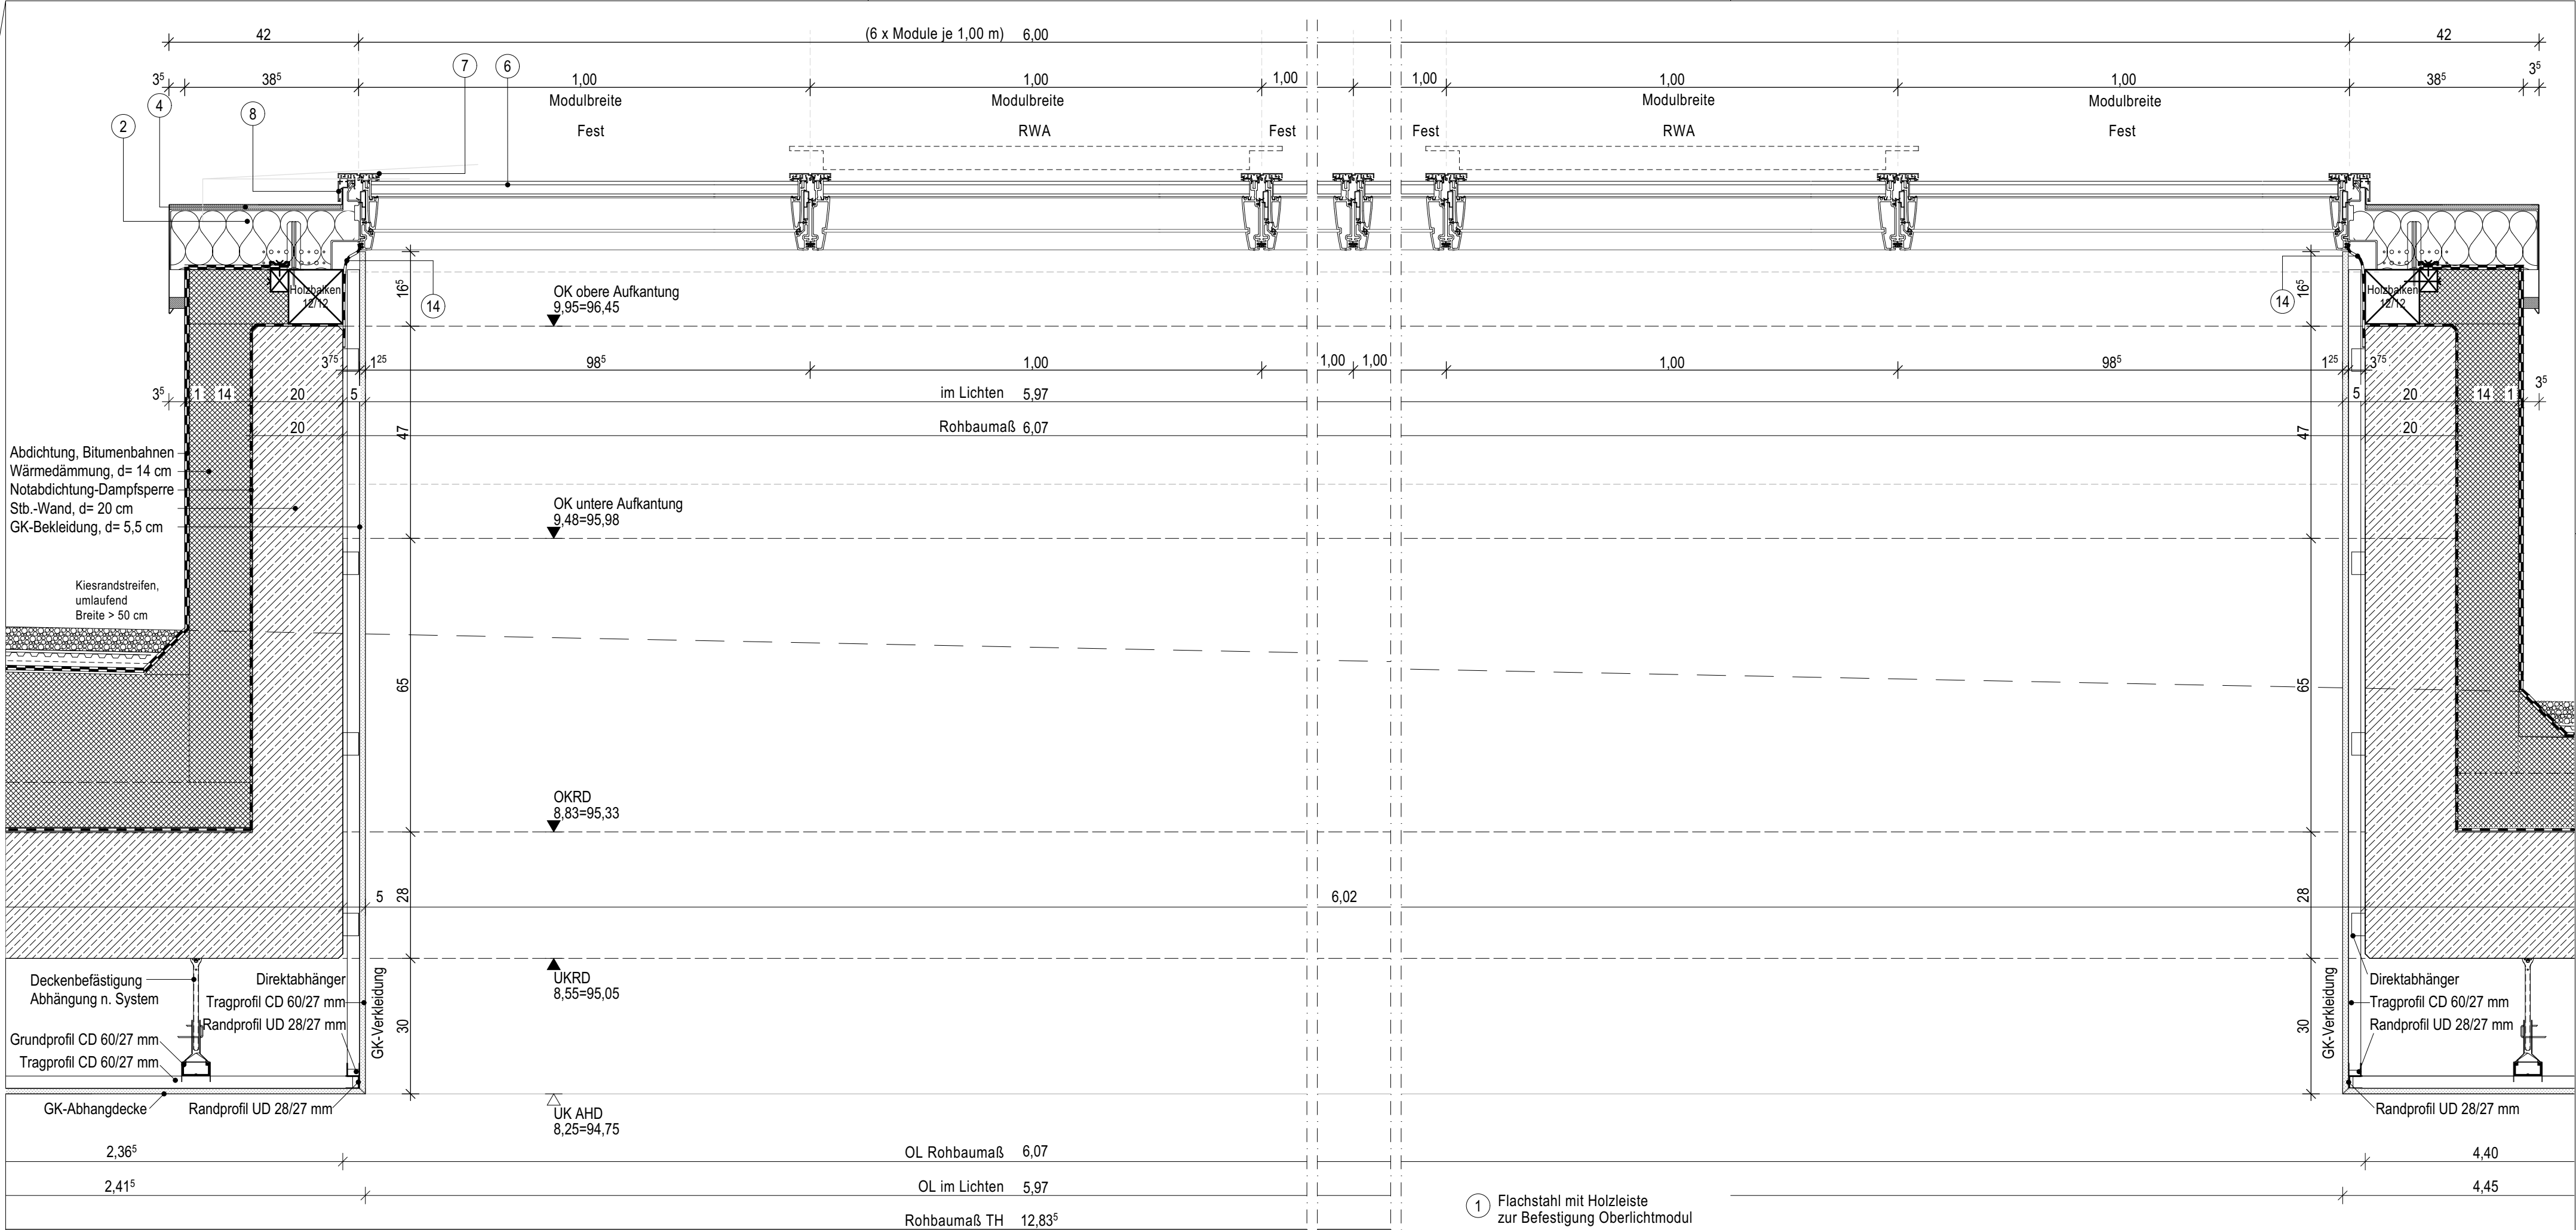 42
(6 x Module je 1,00 m) 6,00
42
3⁵
38⁵
1,00
1,00
1,00
1,00
1,00
1,00
38⁵
3⁵
7
6
4
8
2
Modulbreite
Modulbreite
Modulbreite
Modulbreite
Fest
RWA
Fest
Fest
RWA
Fest
Holzbalken
12/12
14
16⁵
OK obere Aufkantung
9,95=96,45
14
16⁵
Holzbalken
12/12
3⁷⁵
1²⁵
98⁵
1,00
1,00
1,00
1,00
98⁵
1²⁵
3⁷⁵
3⁵
1
14
20
5
im Lichten 5,97
5
20
14
1
3⁵
20
47
Rohbaumaß 6,07
47
20
Abdichtung, Bitumenbahnen
Wärmedämmung, d= 14 cm
Notabdichtung-Dampfsperre
Stb.-Wand, d= 20 cm
GK-Bekleidung, d= 5,5 cm
OK untere Aufkantung
9,48=95,98
Kiesrandstreifen,
umlaufend
Breite > 50 cm
65
65
OKRD
8,83=95,33
5
28
6,02
28
UKRD
8,55=95,05
Deckenbefästigung
Abhängung n. System
Grundprofil CD 60/27 mm
Tragprofil CD 60/27 mm
GK-Abhangdecke
Direktabhänger
Tragprofil CD 60/27 mm
Randprofil UD 28/27 mm
Randprofil UD 28/27 mm
GK-Verkleidung
30
UK AHD
8,25=94,75
30
GK-Verkleidung
Direktabhänger
Tragprofil CD 60/27 mm
Randprofil UD 28/27 mm
Randprofil UD 28/27 mm
2,36⁵
OL Rohbaumaß 6,07
4,40
2,41⁵
OL im Lichten 5,97
4,45
Rohbaumaß TH 12,83⁵
1 Flachstahl mit Holzleiste
zur Befestigung Oberlichtmodul